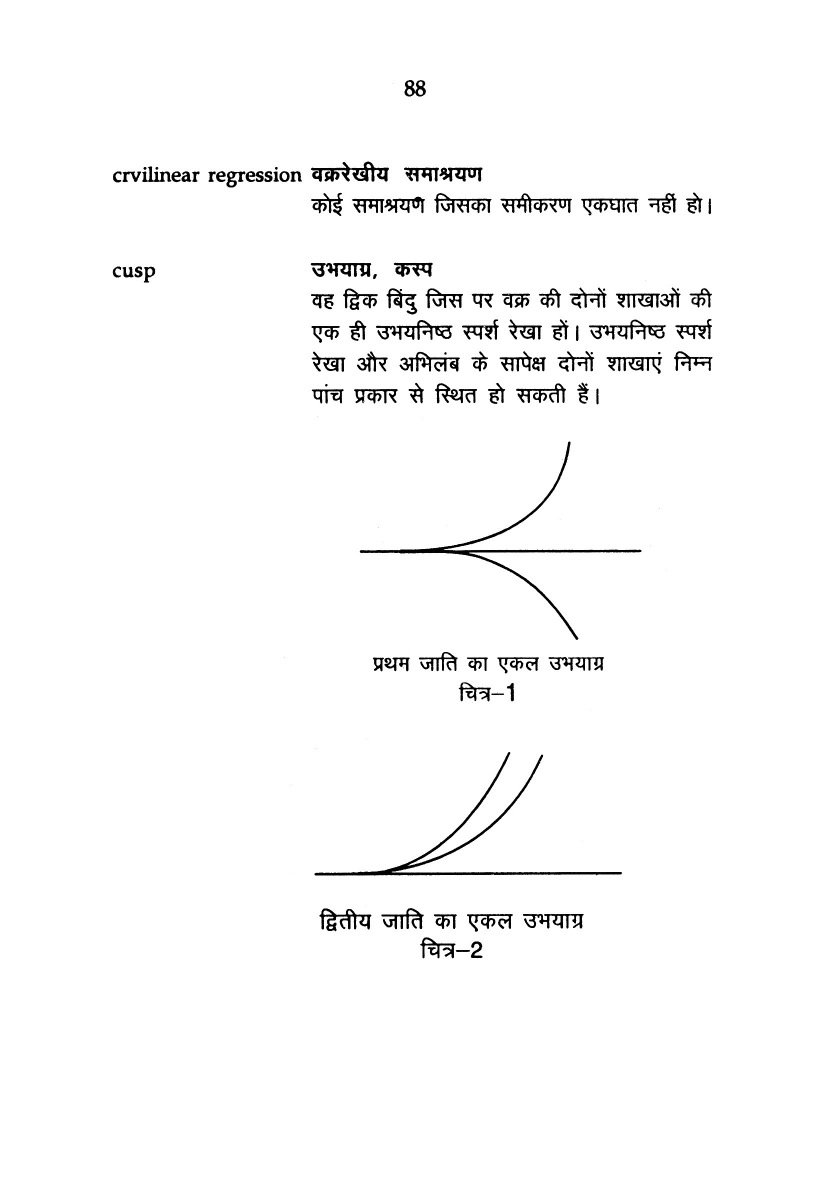 88
crvilinear regression वक्ररेखीय समाश्रयण
कोई समाश्रयण जिसका समीकरण एकघात नहीं हो।
cusp उभयाग्र, कस्प
वह द्विक बिंदु जिस पर वक्र की दोनों शाखाओं की
एक ही उभयनिष्ठ स्पर्श रेखा हों। उभयनिष्ठ स्पर्श
रेखा और अभिलंब के सापेक्ष दोनों शाखाएं निम्न
पांच प्रकार से स्थित हो सकती हैं।
प्रथम जाति का एकल उभयाग्र
चित्र–1
द्वितीय जाति का एकल उभयाग्र
चित्र–2